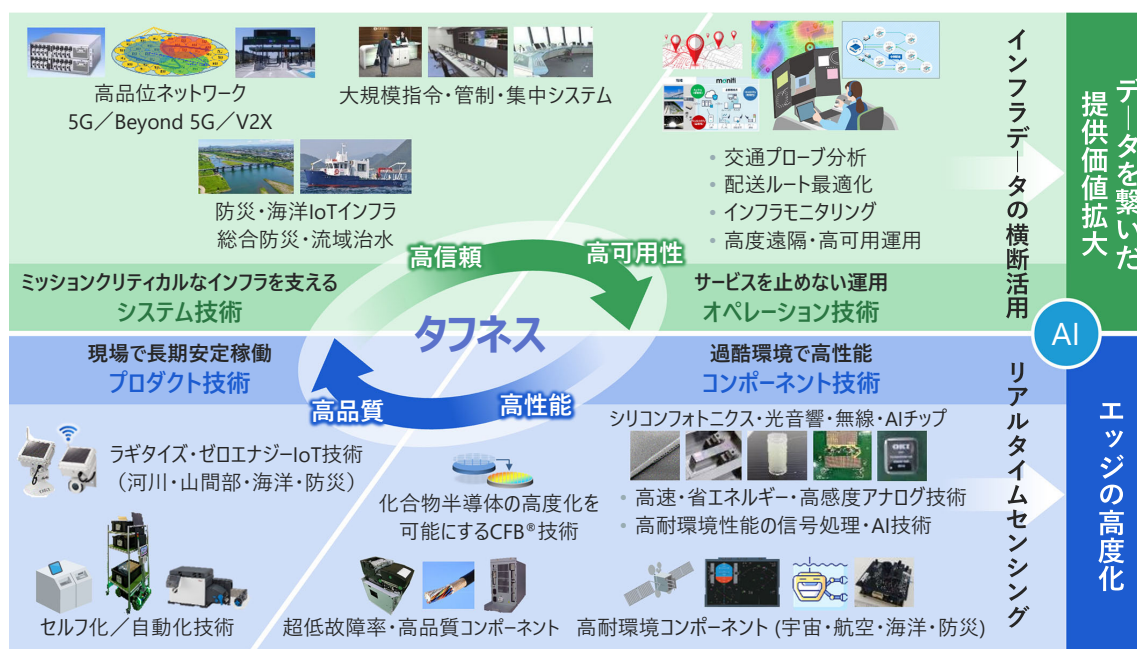 高品位ネットワーク
5G／Beyond 5G／V2X
大規模指令・管制・集中システム
防災・海洋IoTインフラ
総合防災・流域治水
monifi
• 交通プローブ分析
• 配送ルート最適化
• インフラモニタリング
• 高度遠隔・高可用運用
インフラデータの横断活用
データを繋いだ
提供価値拡大
高信頼
高可用性
ミッションクリティカルなインフラを支える
システム技術
サービスを止めない運用
オペレーション技術
タフネス
AI
現場で長期安定稼働
プロダクト技術
過酷環境で高性能
コンポーネント技術
高品質
高性能
ラギタイズ・ゼロエナジーIoT技術
（河川・山間部・海洋・防災）
化合物半導体の高度化を
可能にするCFB®技術
シリコンフォトニクス・光音響・無線・AIチップ
OKI
• 高速・省エネルギー・高感度アナログ技術
• 高耐環境性能の信号処理・AI技術
リアルタイムセンシング
エッジの高度化
セルフ化／自動化技術
超低故障率・高品質コンポーネント
高耐環境コンポーネント (宇宙・航空・海洋・防災)